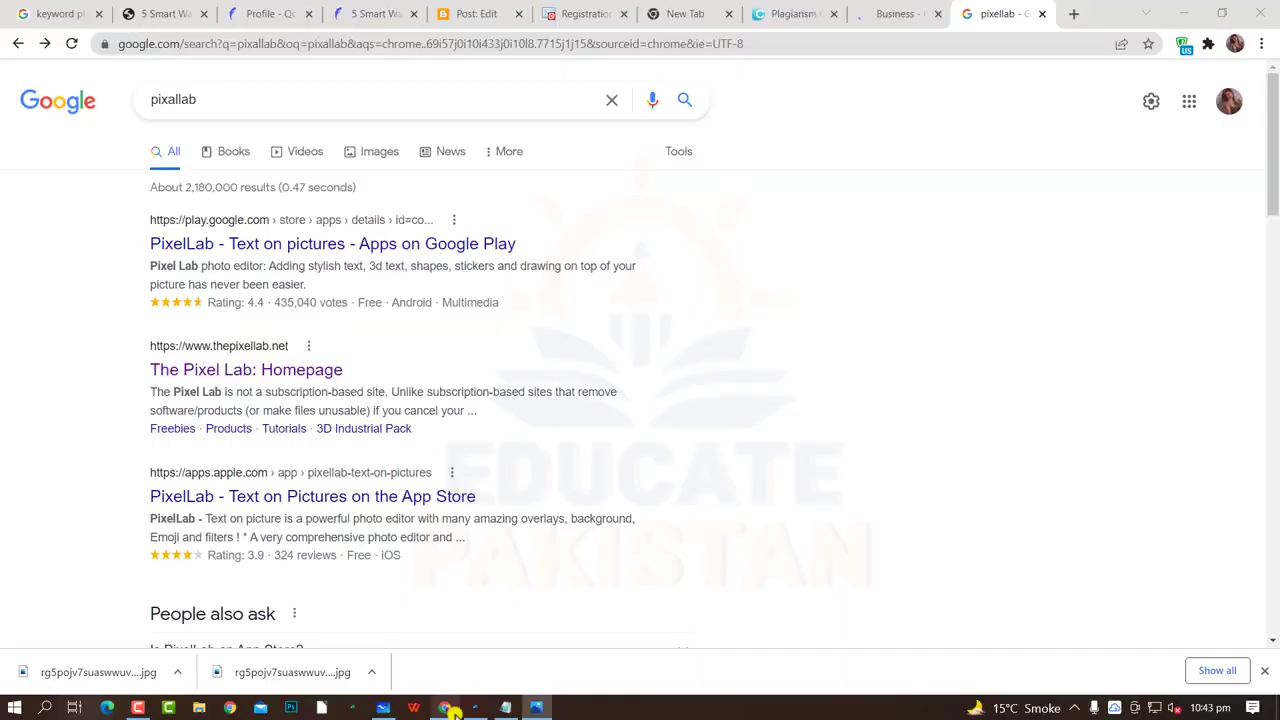 keyword pl
5 Smart Wa
Profile - Qe
5 Smart Wa
Post: Edit
Registration
New Tab
Plagiarism C
Business -
pixellab - G
google.com/search?q=pixallab&oq=pixallab&aqs=chrome..69i57j0i10i433j0i10l8.7715j1j15&sourceid=chrome&ie=UTF-8
US
Google
pixallab
All
Books
Videos
Images
News
More
Tools
About 2,180,000 results (0.47 seconds)
https://play.google.com › store › apps › details › id=co...
PixelLab - Text on pictures - Apps on Google Play
Pixel Lab photo editor: Adding stylish text, 3d text, shapes, stickers and drawing on top of your
picture has never been easier.
Rating: 4.4 · 435,040 votes · Free · Android · Multimedia
https://www.thepixellab.net
The Pixel Lab: Homepage
The Pixel Lab is not a subscription-based site. Unlike subscription-based sites that remove
software/products (or make files unusable) if you cancel your ...
Freebies · Products · Tutorials · 3D Industrial Pack
https://apps.apple.com › app › pixellab-text-on-pictures
PixelLab - Text on Pictures on the App Store
PixelLab - Text on picture is a powerful photo editor with many amazing overlays, background,
Emoji and filters ! * A very comprehensive photo editor and ...
Rating: 3.9 · 324 reviews · Free · iOS
EDUCATE
PAKISTAN
People also ask
Is PixelLab on App Store?
rg5pojv7suaswwuv....jpg
rg5pojv7suaswwuv....jpg
Show all
15°C Smoke
10:43 pm